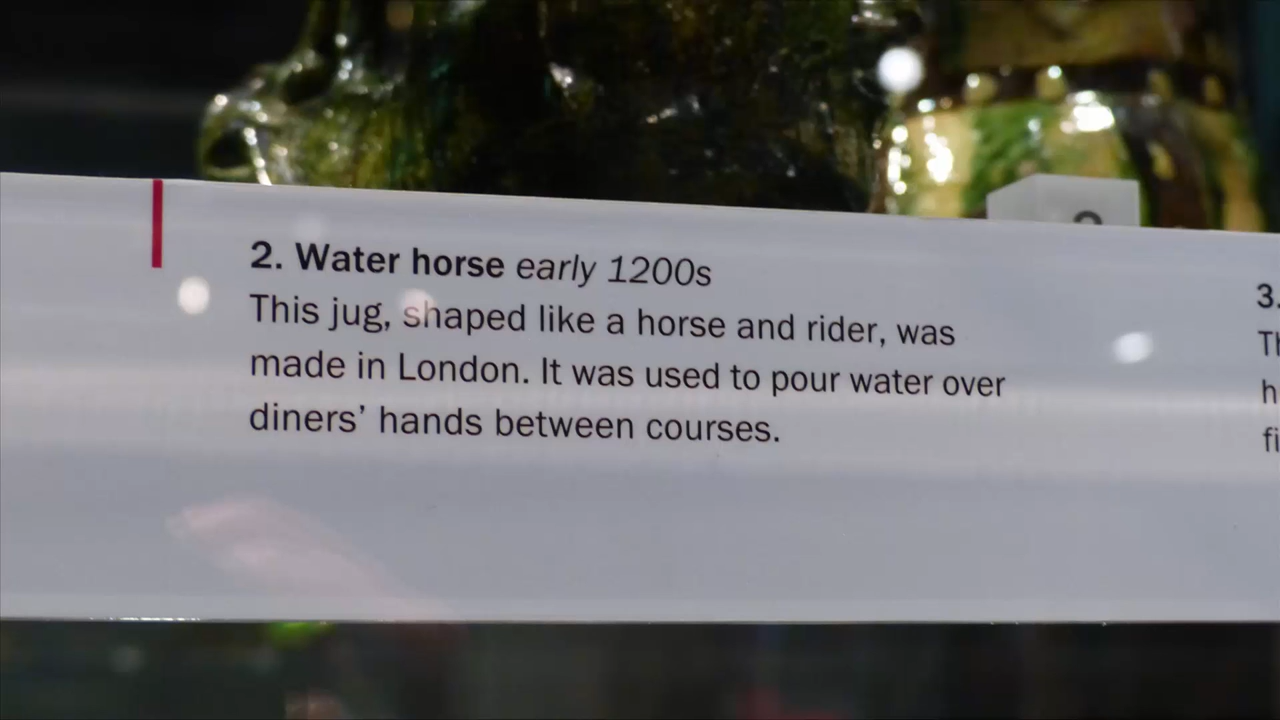 2. Water horse early 1200s
This jug, shaped like a horse and rider, was
made in London. It was used to pour water over
diners’ hands between courses.
3.